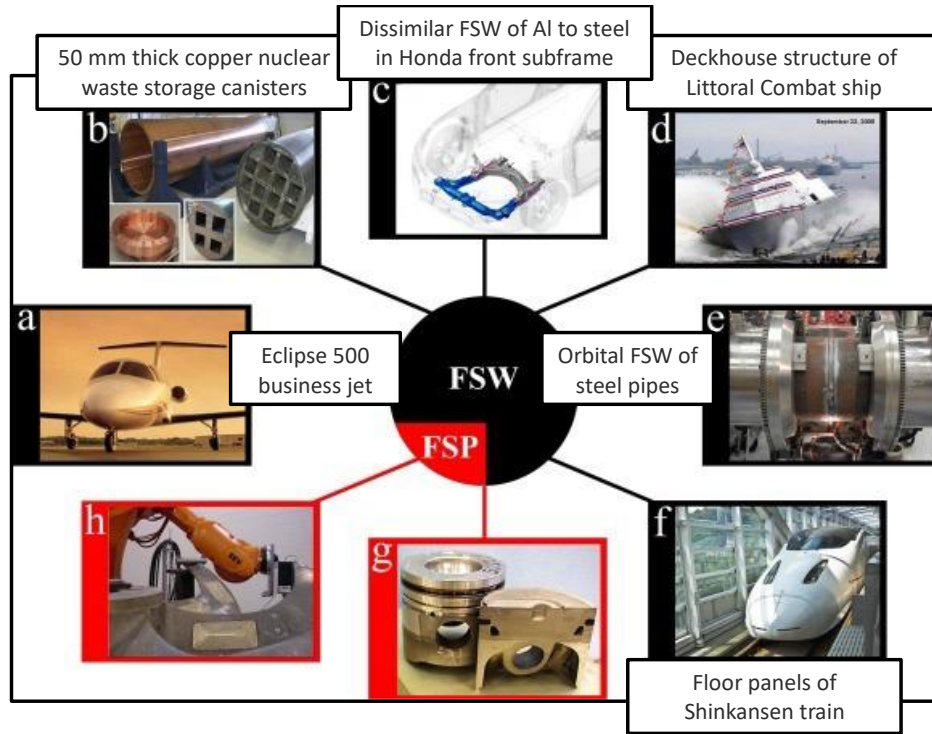 Dissimilar FSW of Al to steel
in Honda front subframe
50 mm thick copper nuclear
waste storage canisters
Deckhouse structure of
Littoral Combat ship
b
c
d
September 23, 2008
a
Eclipse 500
business jet
FSW
Orbital FSW of
steel pipes
e
FSP
h
g
f
Floor panels of
Shinkansen train